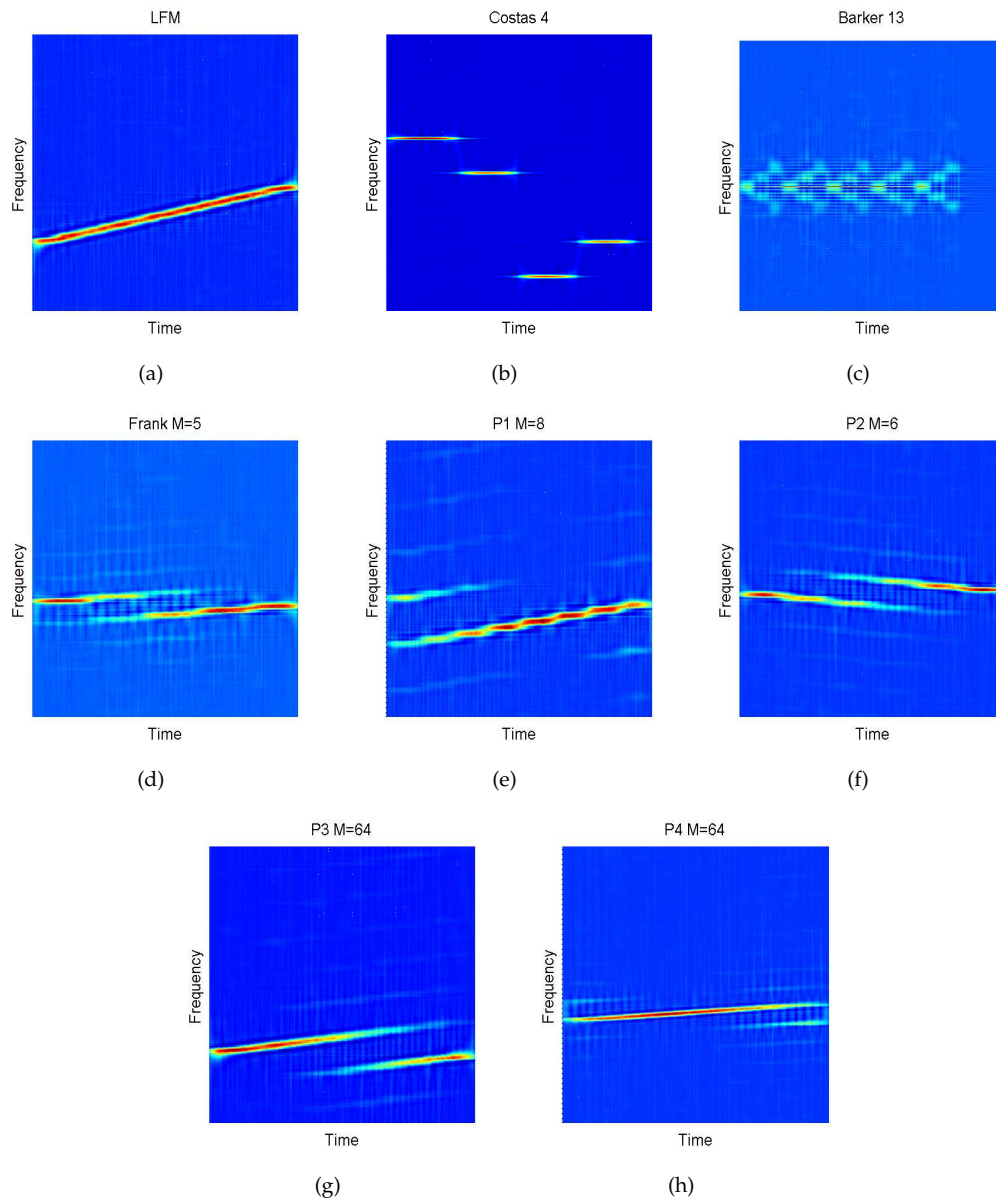 LFM
Frequency
Time
(a)
Costas 4
Frequency
Time
(b)
Barker 13
Frequency
Time
(c)
Frank M=5
Frequency
Time
(d)
P1 M=8
Frequency
Time
(e)
P2 M=6
Frequency
Time
(f)
P3 M=64
Frequency
Time
(g)
P4 M=64
Frequency
Time
(h)